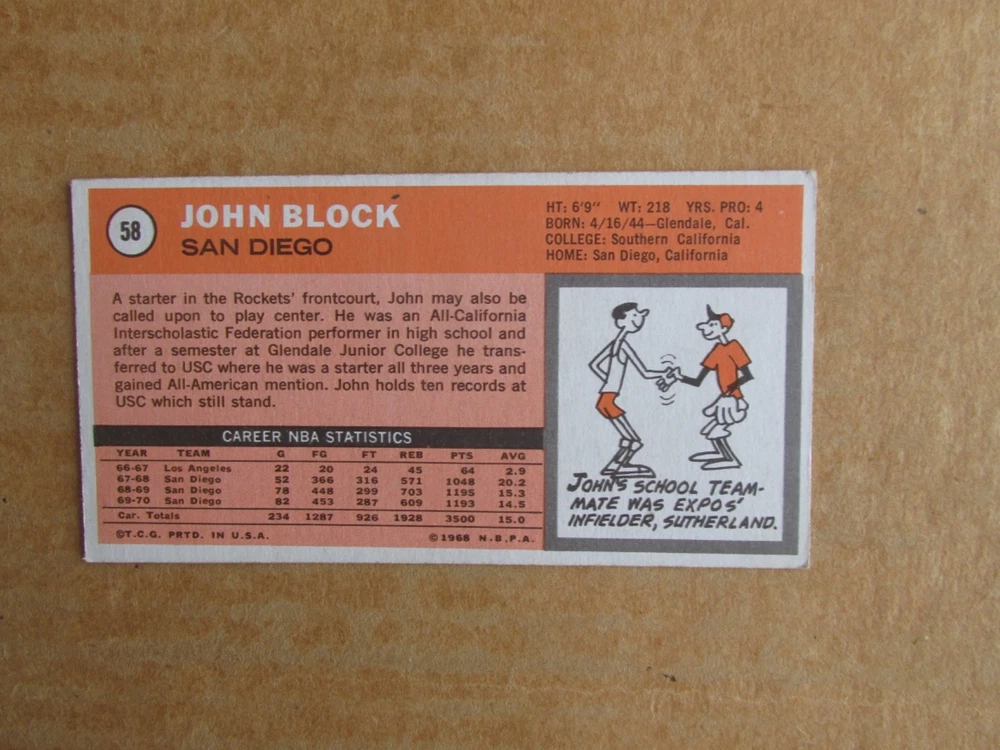 58
JOHN BLOCK
SAN DIEGO
HT: 6'9" WT: 218 YRS. PRO: 4
BORN: 4/16/44—Glendale, Cal.
COLLEGE: Southern California
HOME: San Diego, California
A starter in the Rockets' frontcourt, John may also be
called upon to play center. He was an All-California
Interscholastic Federation performer in high school and
after a semester at Glendale Junior College he trans-
ferred to USC where he was a starter all three years and
gained All-American mention. John holds ten records at
USC which still stand.
CAREER NBA STATISTICS
YEAR TEAM G FG FT REB PTS AVG
66-67 Los Angeles 22 20 24 45 64 2.9
67-68 San Diego 52 366 316 571 1048 20.2
68-69 San Diego 78 448 299 703 1195 15.3
69-70 San Diego 82 453 287 609 1193 14.5
Car. Totals 234 1287 926 1928 3500 15.0
©T.C.G. PRTD. IN U.S.A. ©1968 N.B.P.A.
JOHN'S SCHOOL TEAM-
MATE WAS EXPOS'
INFIELDER, SUTHERLAND.